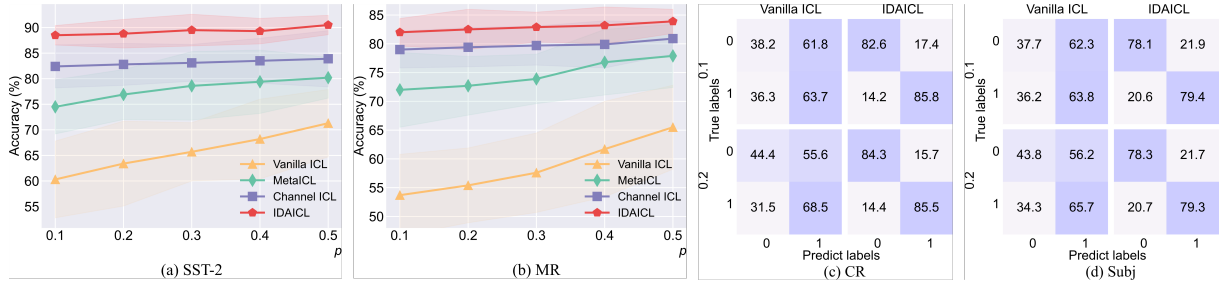 Accuracy (%)
90
85
80
75
70
65
60
55
Vanilla ICL
MetaICL
Channel ICL
IDAICL
0.1 0.2 0.3 0.4 0.5
p
(a) SST-2
Accuracy (%)
85
80
75
70
65
60
55
50
Vanilla ICL
MetaICL
Channel ICL
IDAICL
0.1 0.2 0.3 0.4 0.5
p
(b) MR
Vanilla ICL IDAICL
True labels
0.1
0 38.2 61.8 82.6 17.4
1 36.3 63.7 14.2 85.8
0.2
0 44.4 55.6 84.3 15.7
1 31.5 68.5 14.4 85.5
0 1 0 1
Predict labels
(c) CR
Vanilla ICL IDAICL
True labels
0.1
0 37.7 62.3 78.1 21.9
1 36.2 63.8 20.6 79.4
0.2
0 43.8 56.2 78.3 21.7
1 34.3 65.7 20.7 79.3
0 1 0 1
Predict labels
(d) Subj